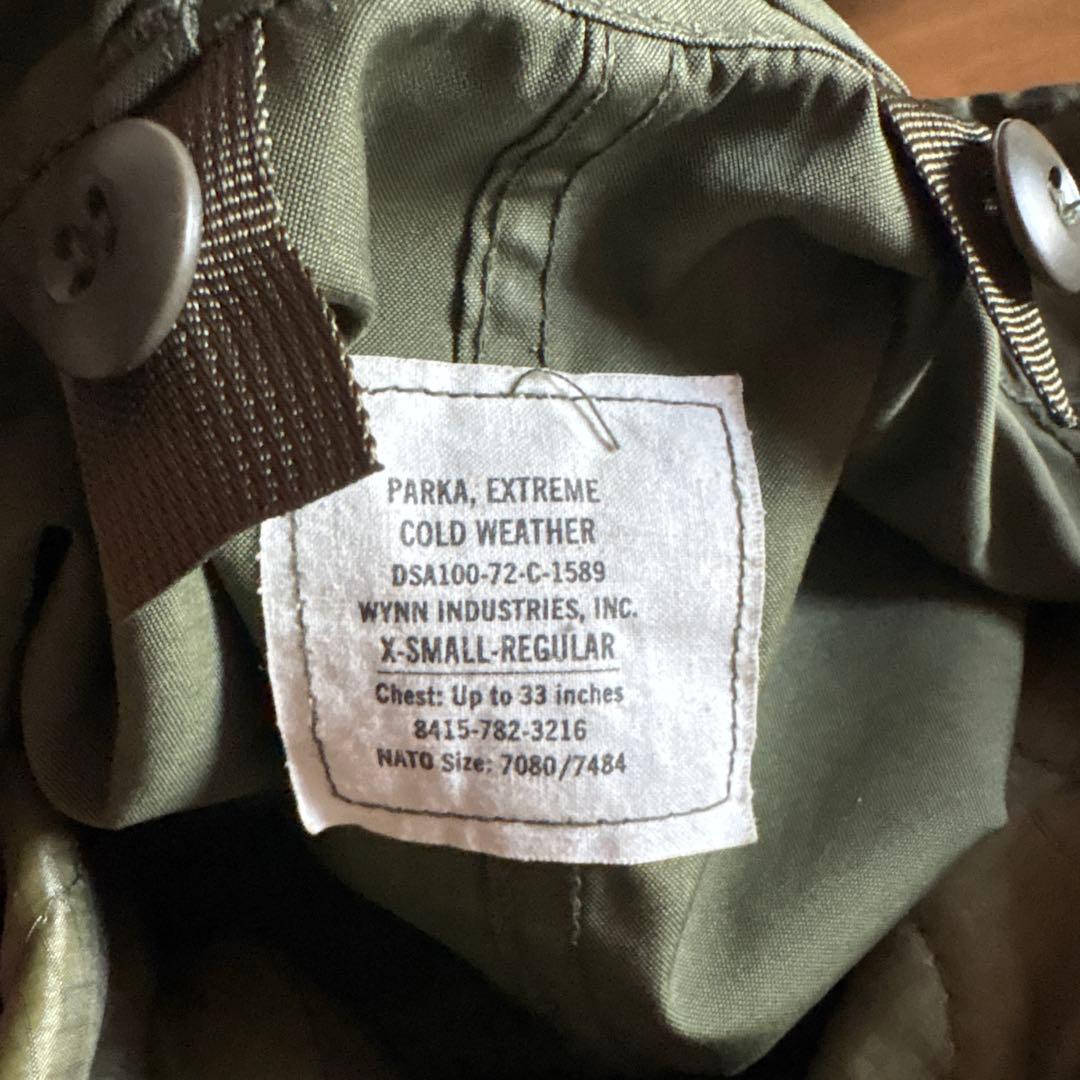 PARKA, EXTREME
COLD WEATHER
DSA100-72-C-1589
WYNN INDUSTRIES, INC.
X-SMALL-REGULAR
Chest: Up to 33 inches
8415-782-3216
NATO Size: 7080/7484